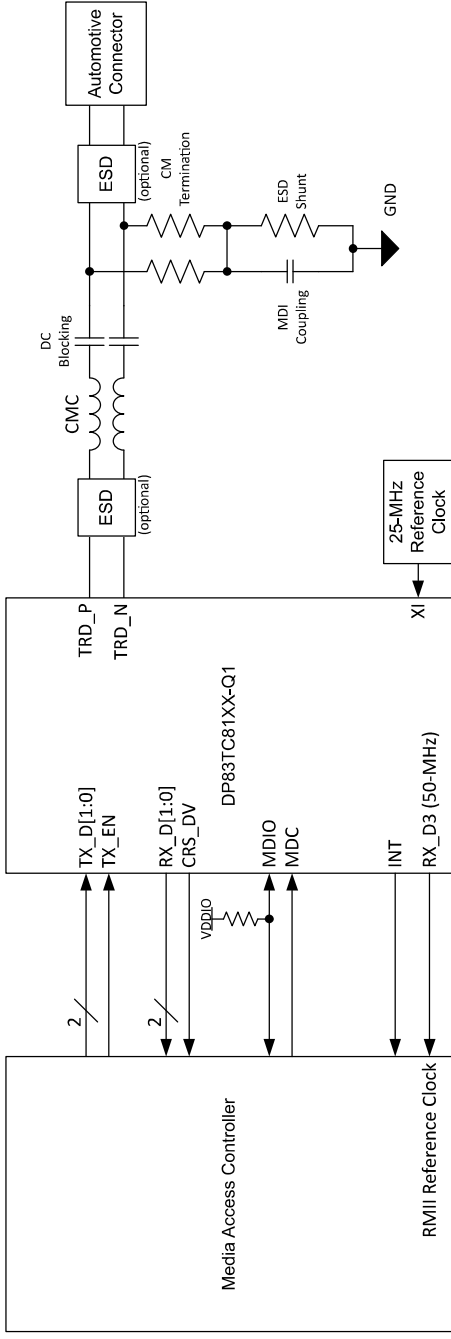 Media Access Controller
RMII Reference Clock
2
2
VDDIO
TX_D[1:0]
TX_EN
RX_D[1:0]
CRS_DV
MDIO
MDC
INT
RX_D3 (50-MHz)
DP83TC81XX-Q1
TRD_P
TRD_N
XI
25-MHz
Reference
Clock
ESD
(optional)
CMC
DC
Blocking
ESD
(optional)
CM
Termination
MDI
Coupling
ESD
Shunt
GND
Automotive
Connector